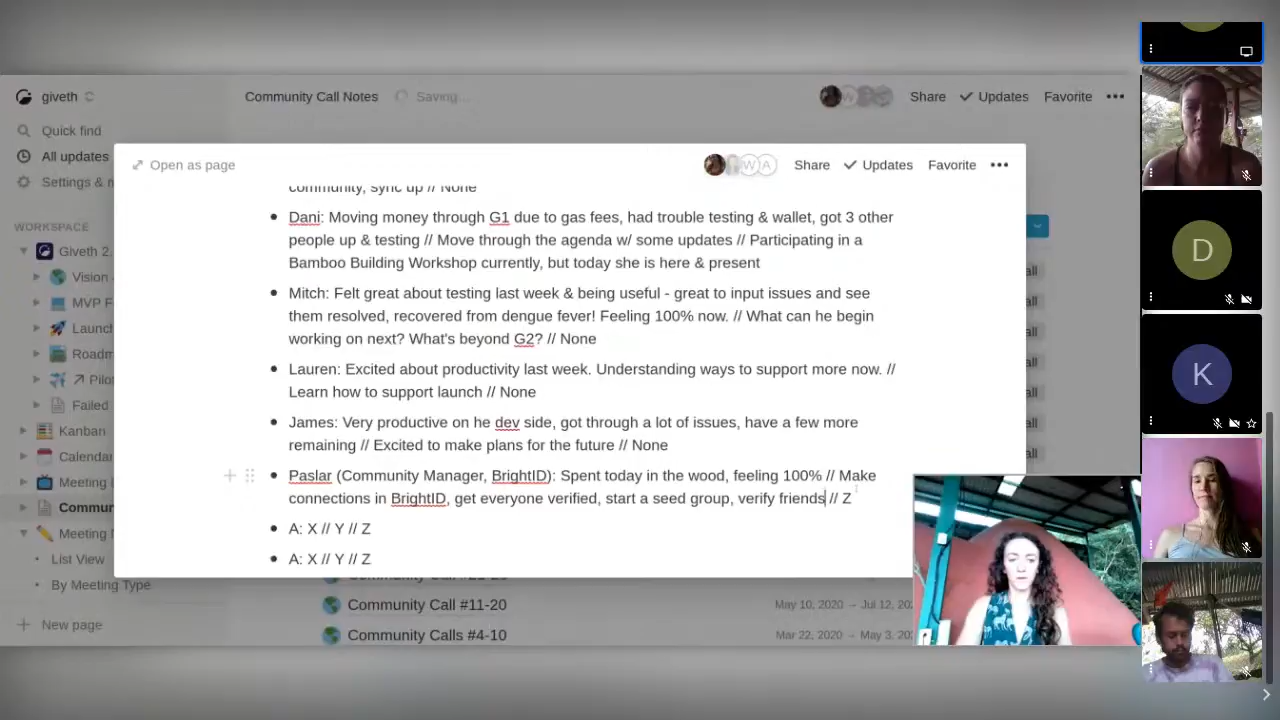 giveth
Community Call Notes
Saving...
Share
Updates
Favorite
Quick find
All updates
Settings & m
Open as page
W A
Share
Updates
Favorite
community, sync up // None
Dani: Moving money through G1 due to gas fees, had trouble testing & wallet, got 3 other
people up & testing // Move through the agenda w/ some updates // Participating in a
Bamboo Building Workshop currently, but today she is here & present
Mitch: Felt great about testing last week & being useful - great to input issues and see
them resolved, recovered from dengue fever! Feeling 100% now. // What can he begin
working on next? What's beyond G2? // None
Lauren: Excited about productivity last week. Understanding ways to support more now. //
Learn how to support launch // None
James: Very productive on he dev side, got through a lot of issues, have a few more
remaining // Excited to make plans for the future // None
Paslar (Community Manager, BrightID): Spent today in the wood, feeling 100% // Make
connections in BrightID, get everyone verified, start a seed group, verify friends // Z
A: X // Y // Z
A: X // Y // Z
WORKSPACE
Giveth 2.
Vision
MVP F
Launch
Roadm
Pilot
Failed
Kanban
Calendar
Meeting (
Commur
Meeting N
List View
By Meeting Type
New page
all
all
all
all
all
all
Community Call #11-20
May 10, 2020 → Jul 12, 202
Community Calls #4-10
Mar 22, 2020 → May 3, 202
D
K